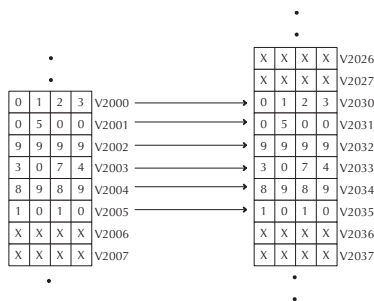 X X X X V2026
X X X X V2027
0 1 2 3 V2000 0 1 2 3 V2030
0 5 0 0 V2001 0 5 0 0 V2031
9 9 9 9 V2002 9 9 9 9 V2032
3 0 7 4 V2003 3 0 7 4 V2033
8 9 8 9 V2004 8 9 8 9 V2034
1 0 1 0 V2005 1 0 1 0 V2035
X X X X V2006 X X X X V2036
X X X X V2007 X X X X V2037